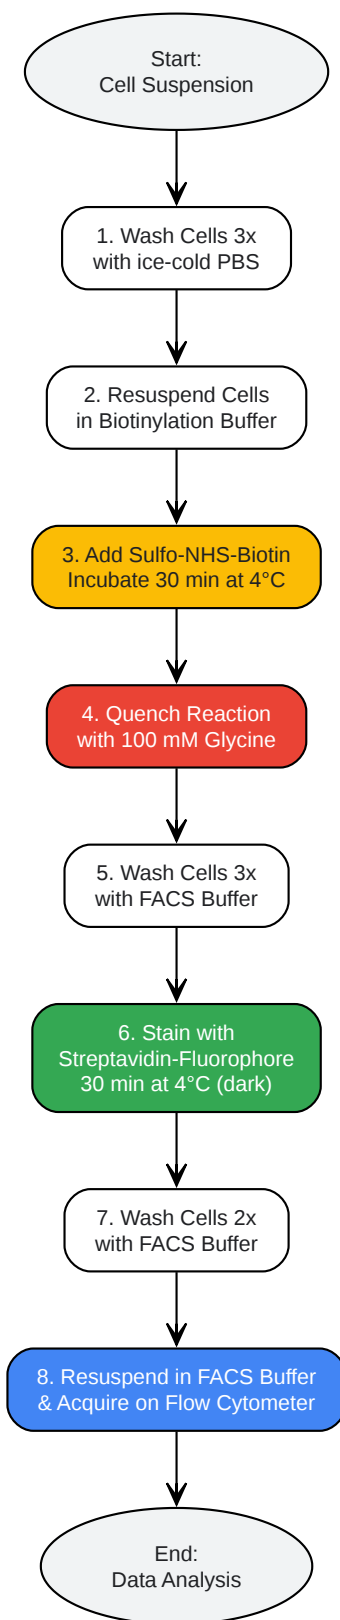 Start:
Cell Suspension
1. Wash Cells 3x
with ice-cold PBS
2. Resuspend Cells
in Biotinylation Buffer
3. Add Sulfo-NHS-Biotin
Incubate 30 min at 4°C
4. Quench Reaction
with 100 mM Glycine
5. Wash Cells 3x
with FACS Buffer
6. Stain with
Streptavidin-Fluorophore
30 min at 4°C (dark)
7. Wash Cells 2x
with FACS Buffer
8. Resuspend in FACS Buffer
& Acquire on Flow Cytometer
End:
Data Analysis